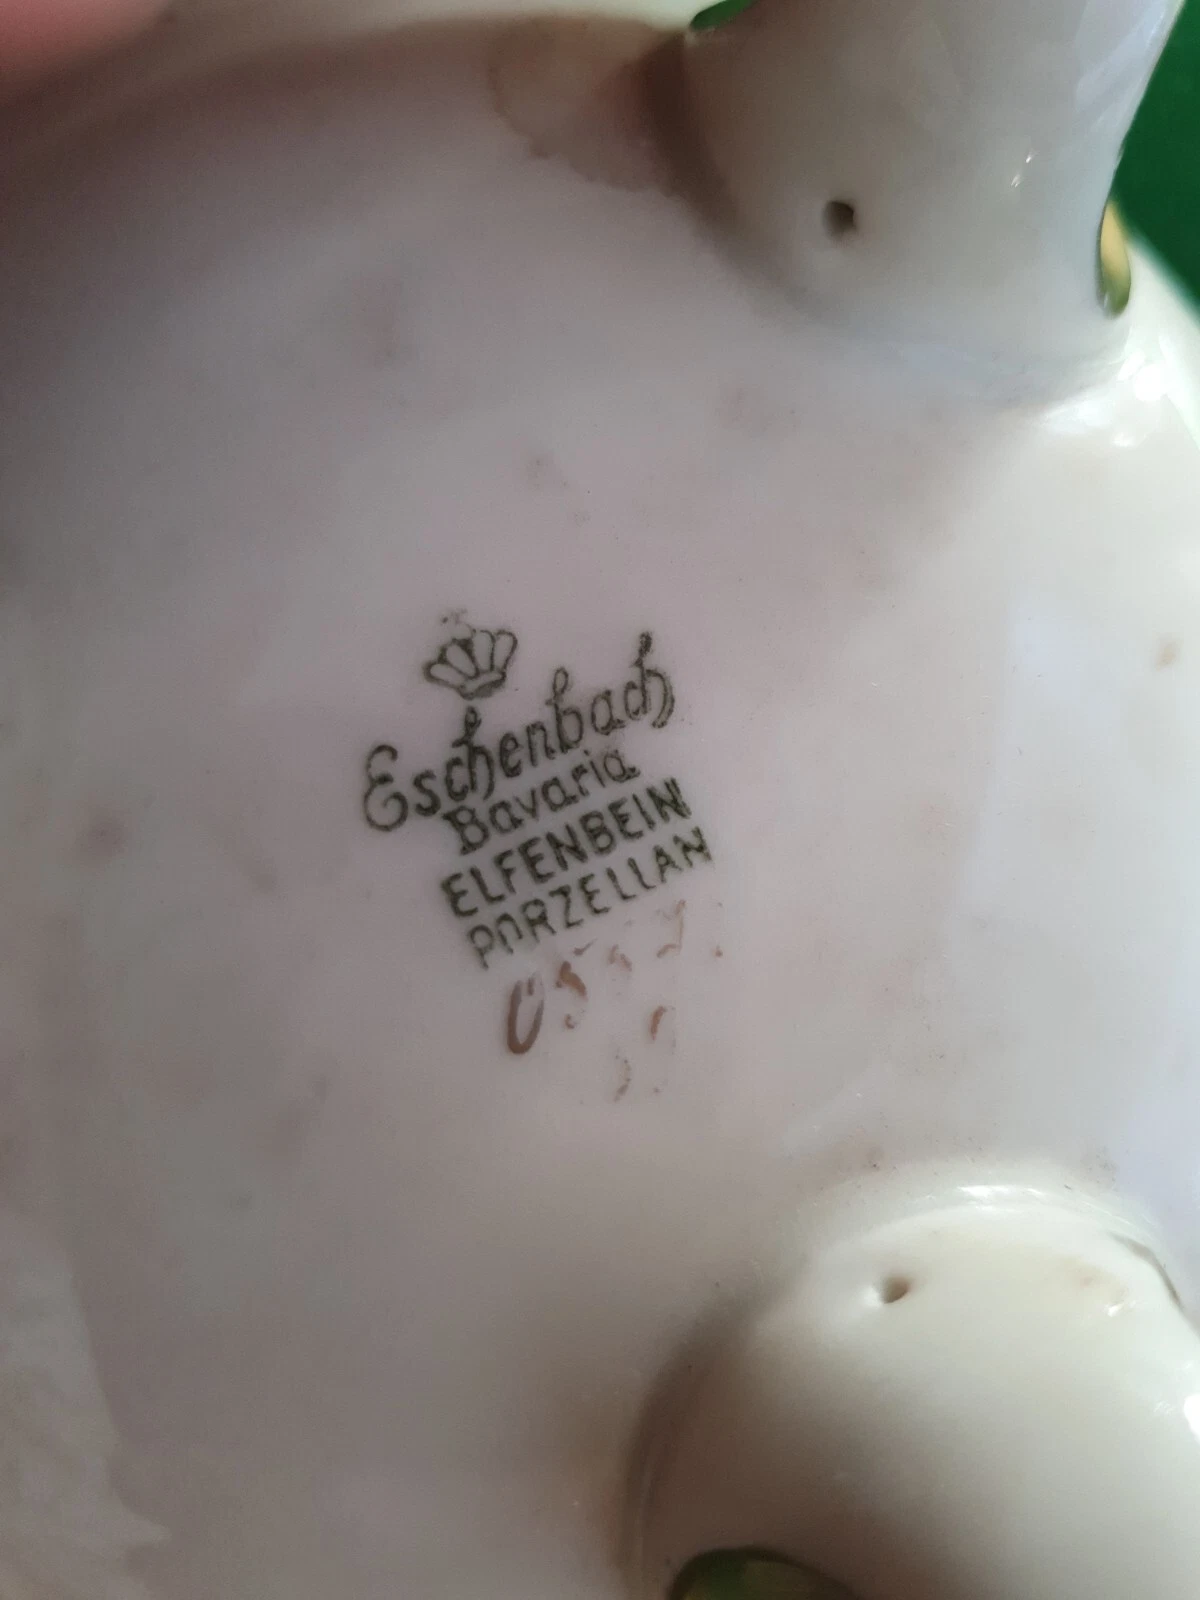 Eschenbach
Bavaria
ELFENBEIN
PORZELLAN